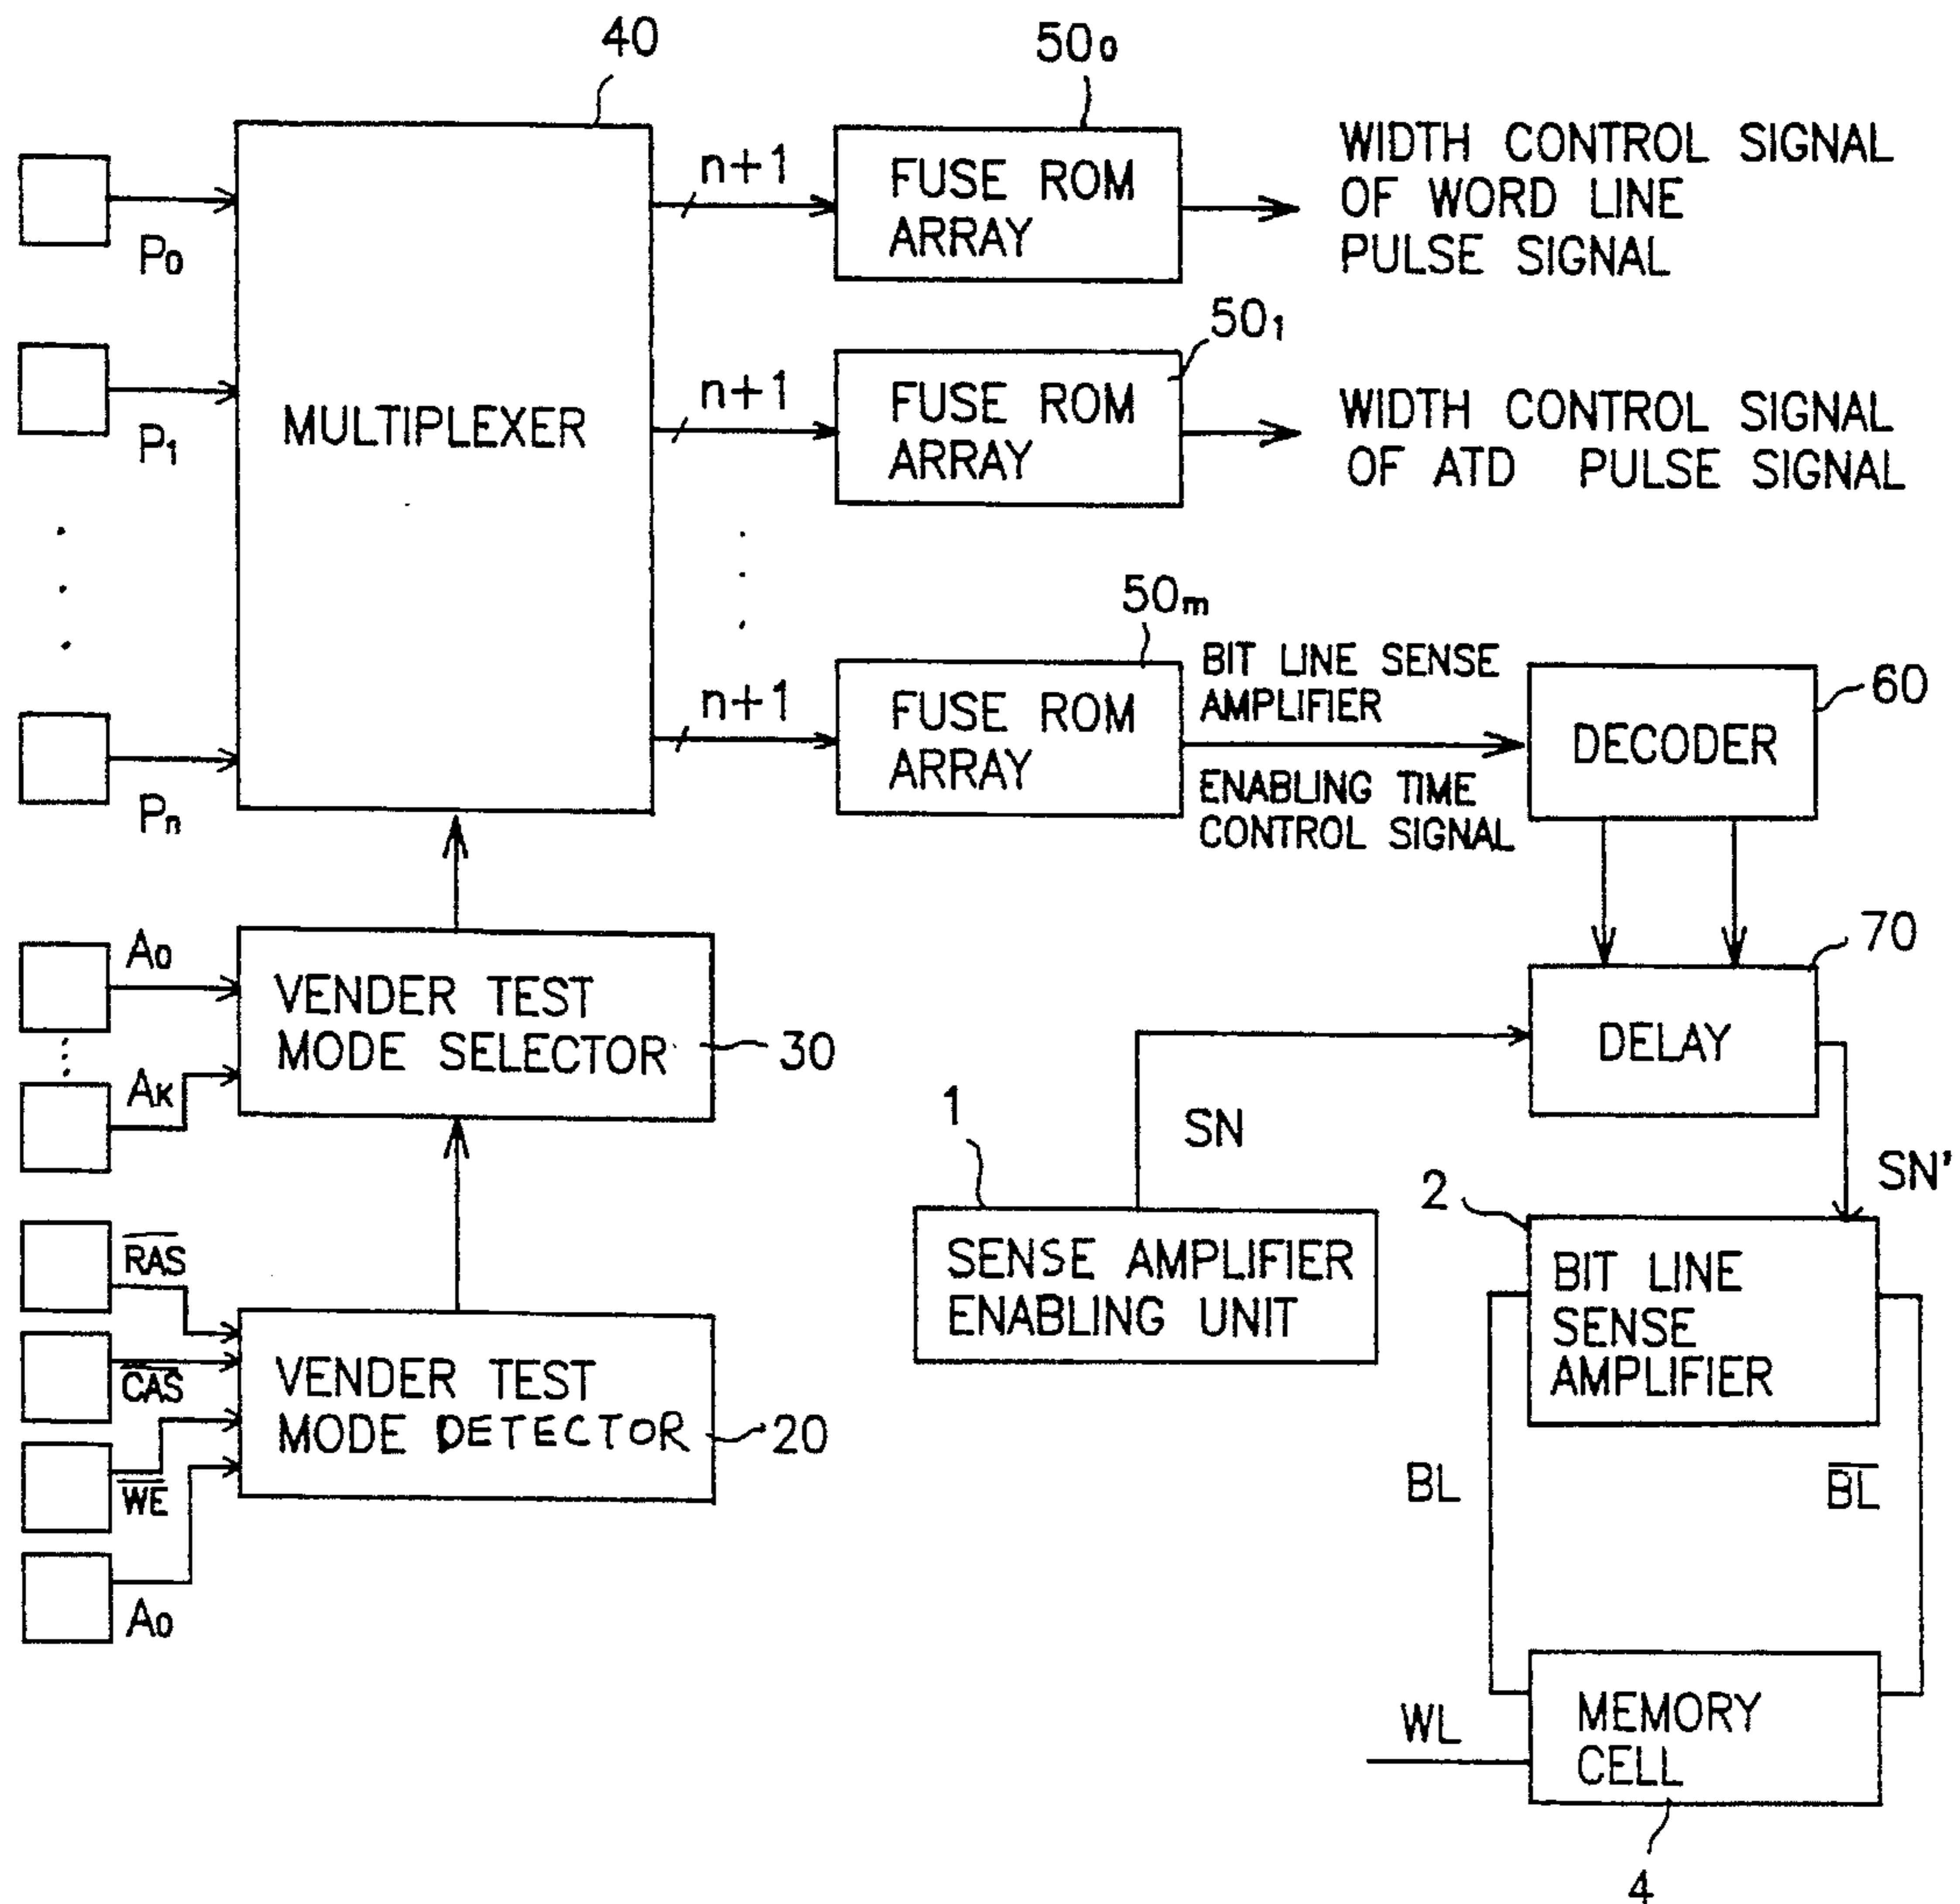 40
50₀
P₀
MULTIPLEXER
n+1
FUSE ROM
ARRAY
WIDTH CONTROL SIGNAL
OF WORD LINE
PULSE SIGNAL
P₁
n+1
50₁
FUSE ROM
ARRAY
WIDTH CONTROL SIGNAL
OF ATD PULSE SIGNAL
Pₙ
n+1
50ₘ
FUSE ROM
ARRAY
BIT LINE SENSE
AMPLIFIER
ENABLING TIME
CONTROL SIGNAL
DECODER
60
A₀
Aₖ
VENDER TEST
MODE SELECTOR
30
DELAY
70
SN
SN'
1
SENSE AMPLIFIER
ENABLING UNIT
2
BIT LINE
SENSE
AMPLIFIER
R̅A̅S̅
C̅A̅S̅
W̅E̅
A₀
VENDER TEST
MODE DETECTOR
20
BL
B̅L̅
WL
MEMORY
CELL
4